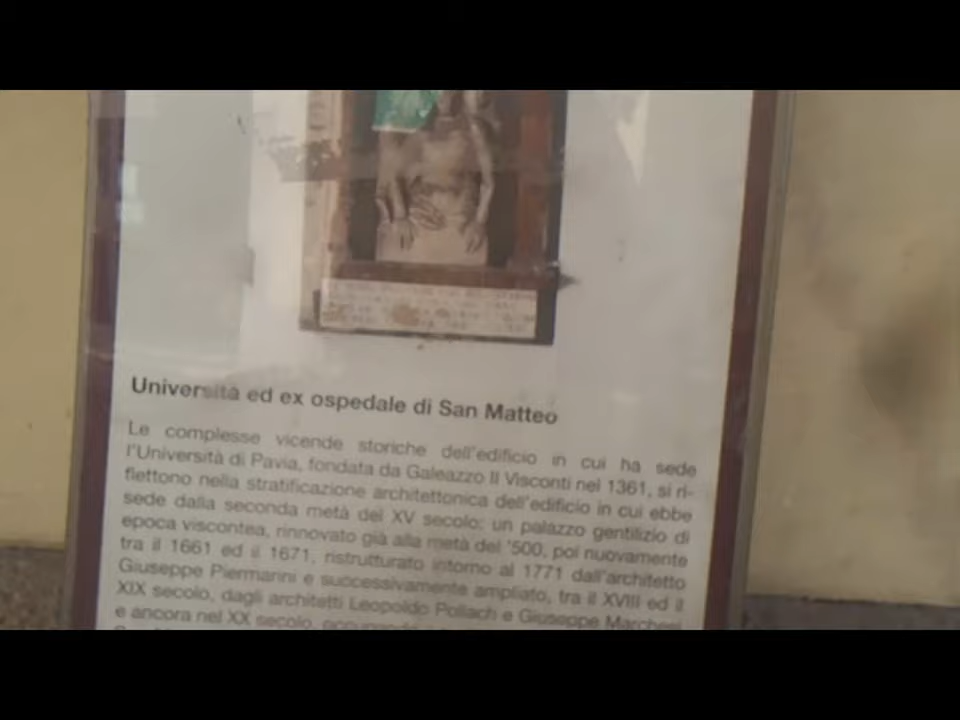 Università ed ex ospedale di San Matteo
Le complesse vicende storiche dell'edificio in cui ha sede
l'Università di Pavia, fondata da Galeazzo II Visconti nel 1361, si ri-
flettono nella stratificazione architettonica dell'edificio in cui ebbe
sede dalla seconda metà del XV secolo: un palazzo gentilizio di
epoca viscontea, rinnovato già alla metà del '500, poi nuovamente
tra il 1661 ed il 1671, ristrutturato intorno al 1771 dall'architetto
Giuseppe Piermarini e successivamente ampliato, tra il XVIII ed il
XIX secolo, dagli architetti Leopoldo Pollach e Giuseppe Marchesi
e ancora nel XX secolo,